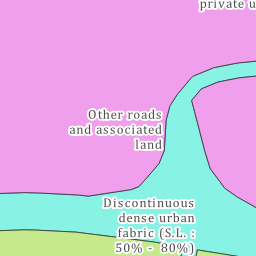 private u
Other roads
and associated
land
Discontinuous
dense urban
fabric (S.L. :
50% - 80%)